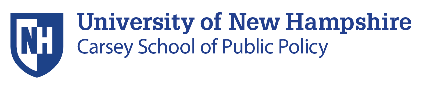 NH
University of New Hampshire
Carsey School of Public Policy